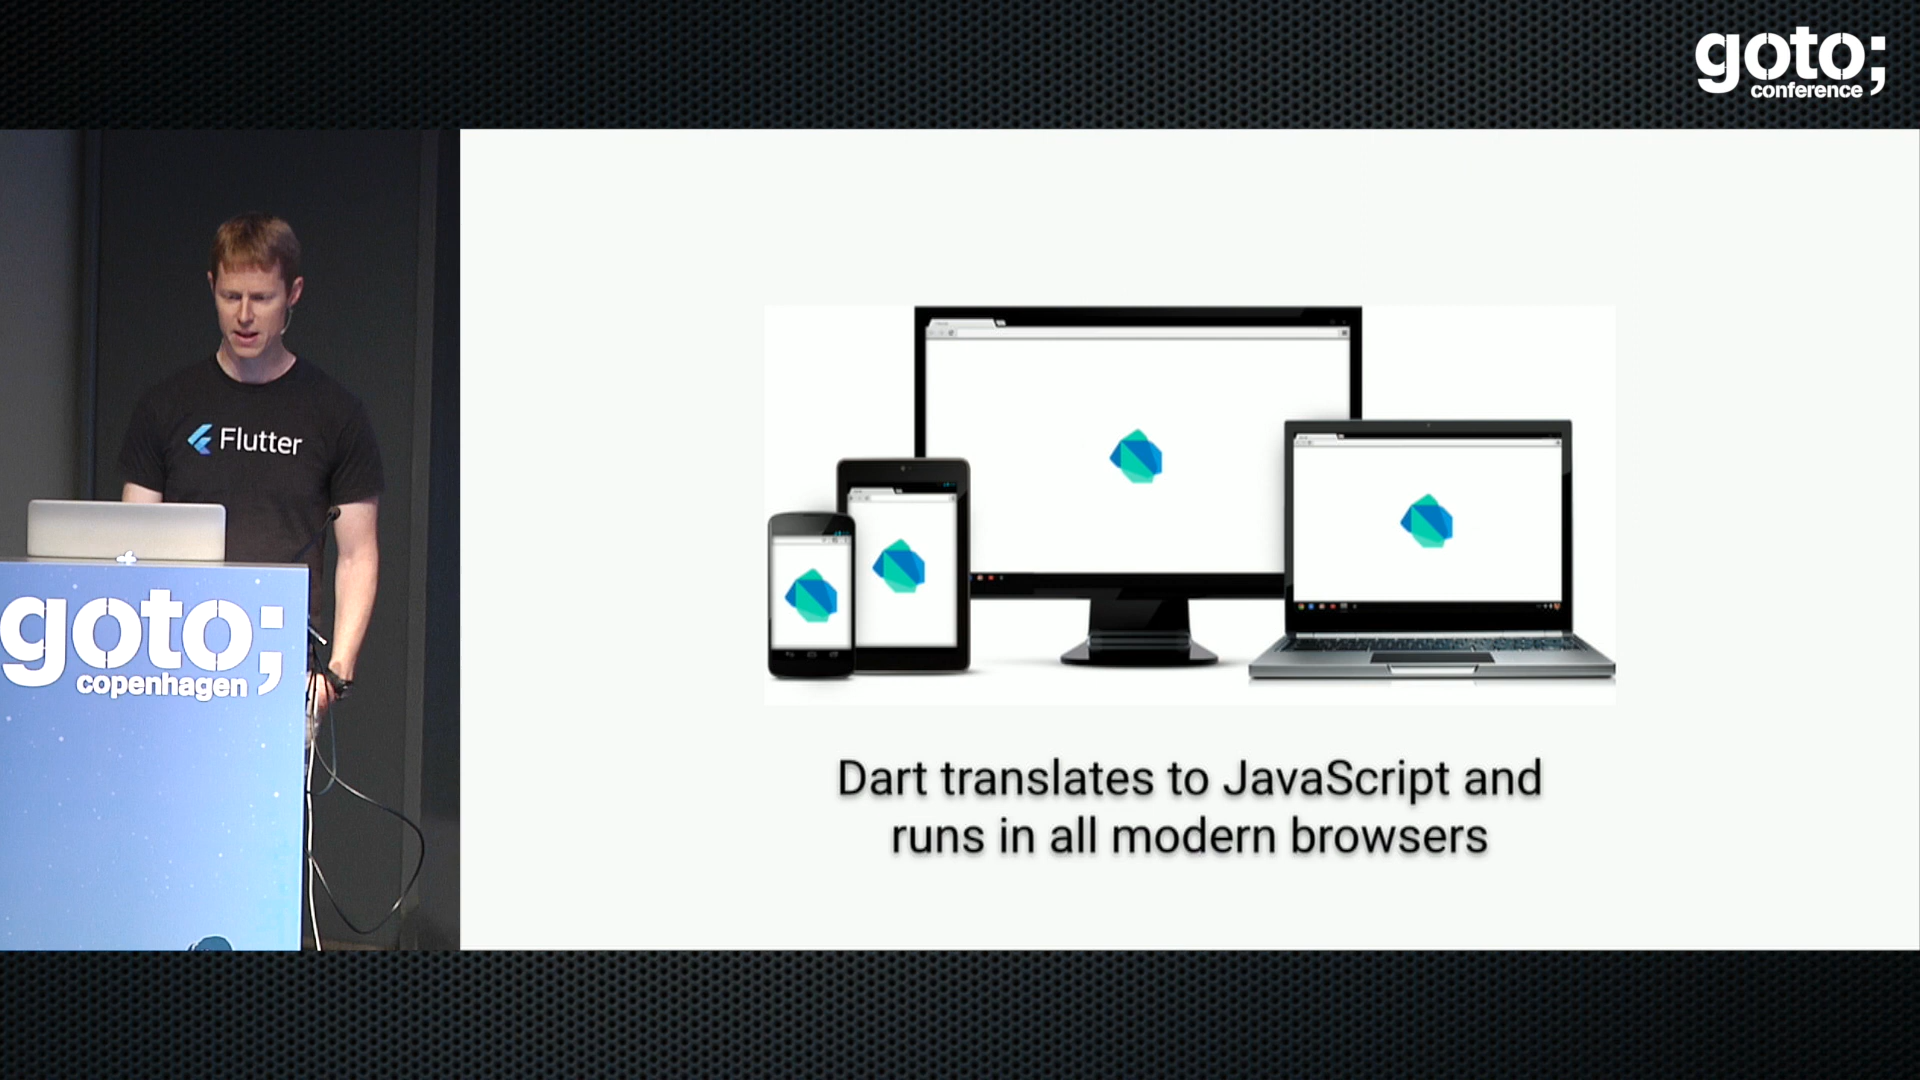 goto;
conference
Flutter
goto;
copenhagen
Dart translates to JavaScript and
runs in all modern browsers